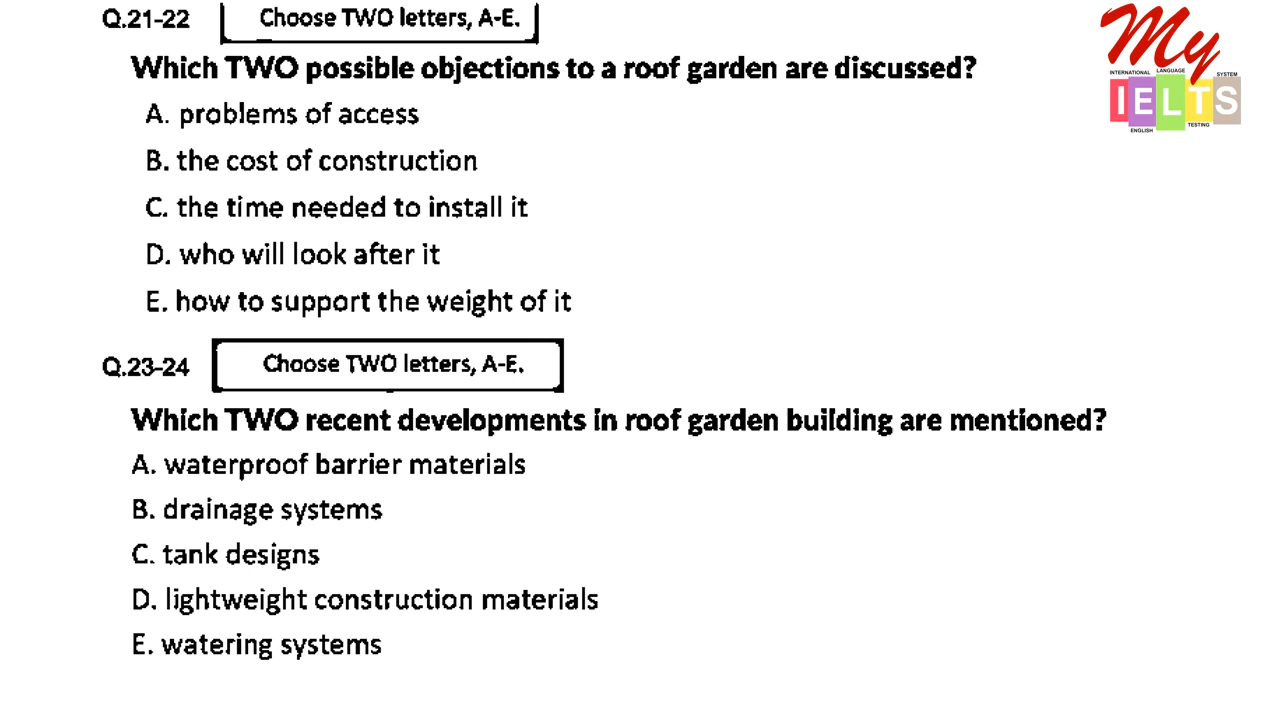 Q.21-22 Choose TWO letters, A-E.
Which TWO possible objections to a roof garden are discussed?
A. problems of access
B. the cost of construction
C. the time needed to install it
D. who will look after it
E. how to support the weight of it
Q.23-24 Choose TWO letters, A-E.
Which TWO recent developments in roof garden building are mentioned?
A. waterproof barrier materials
B. drainage systems
C. tank designs
D. lightweight construction materials
E. watering systems
My
INTERNATIONAL LANGUAGE SYSTEM
IELTS
ENGLISH TESTING